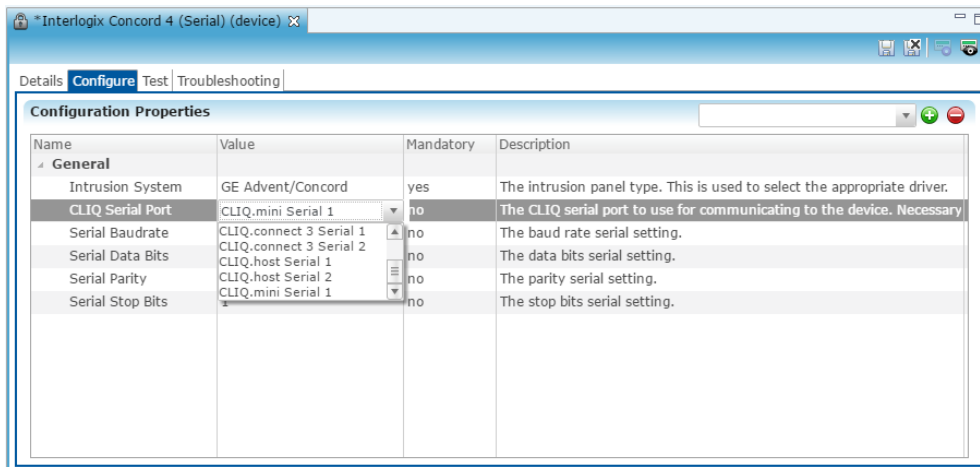 *Interlogix Concord 4 (Serial) (device)
Details Configure Test Troubleshooting
Configuration Properties
Name Value Mandatory Description
General
Intrusion System GE Advent/Concord yes The intrusion panel type. This is used to select the appropriate driver.
CLIQ Serial Port CLIQ.mini Serial 1 no The CLIQ serial port to use for communicating to the device. Necessary
Serial Baudrate CLIQ.connect 3 Serial 1 no The baud rate serial setting.
CLIQ.connect 3 Serial 2
Serial Data Bits CLIQ.host Serial 1 no The data bits serial setting.
Serial Parity CLIQ.host Serial 2 no The parity serial setting.
CLIQ.mini Serial 1
Serial Stop Bits 1 no The stop bits serial setting.